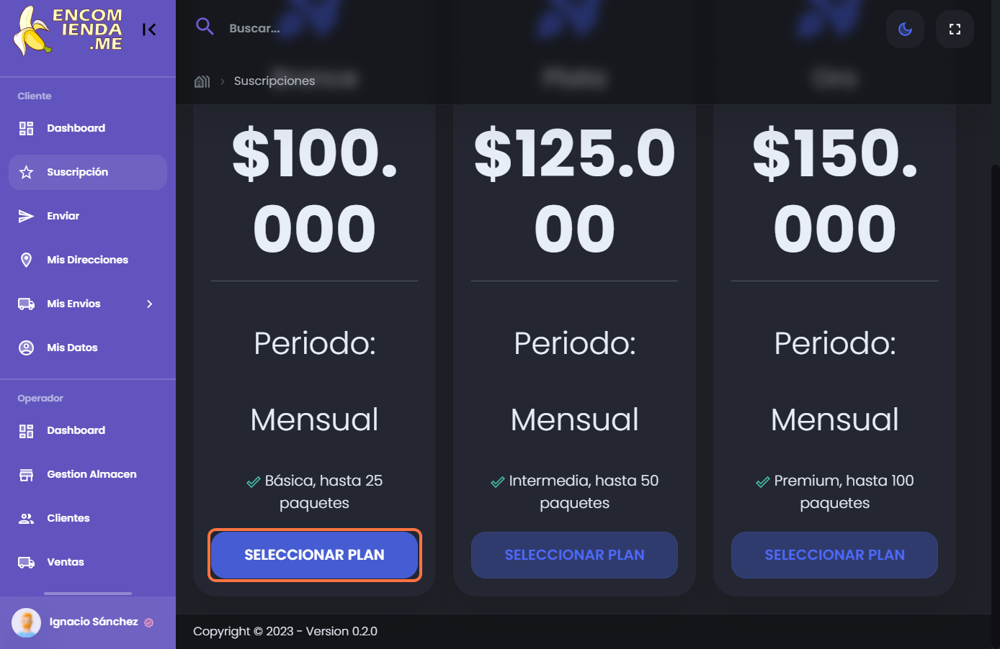 ENCOM
IENDA
.ME
Cliente
Dashboard
Suscripción
Enviar
Mis Direcciones
Mis Envios
Mis Datos
Operador
Dashboard
Gestion Almacen
Clientes
Ventas
Ignacio Sánchez
Buscar...
Suscripciones
Plata
Oro
$100.
000
Periodo:
Mensual
Básica, hasta 25
paquetes
SELECCIONAR PLAN
$125.0
00
Periodo:
Mensual
Intermedia, hasta 50
paquetes
SELECCIONAR PLAN
$150.
000
Periodo:
Mensual
Premium, hasta 100
paquetes
SELECCIONAR PLAN
Copyright © 2023 - Version 0.2.0